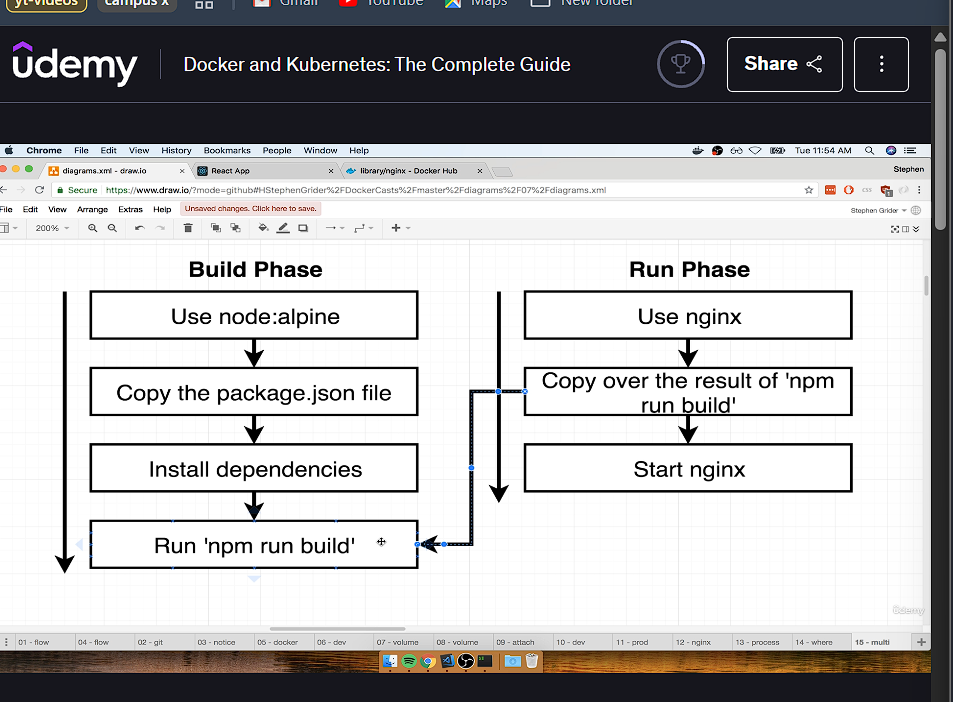 yt-videos campus x Gmail YouTube Maps New folder
udemy Docker and Kubernetes: The Complete Guide Share
Chrome File Edit View History Bookmarks People Window Help Tue 11:54 AM
diagrams.xml - draw.io × React App × library/nginx - Docker Hub × Stephen
Secure https://www.draw.io/?mode=github#HStephenGrider%2FDockerCasts%2Fmaster%2Fdiagrams%2F07%2Fdiagrams.xml
File Edit View Arrange Extras Help Unsaved changes. Click here to save. Stephen Grider
200%
Build Phase
Use node:alpine
Copy the package.json file
Install dependencies
Run 'npm run build'
Run Phase
Use nginx
Copy over the result of 'npm
run build'
Start nginx
Udemy
01 - flow 04 - flow 02 - git 03 - notice 05 - docker 06 - dev 07 - volume 08 - volume 09 - attach 10 - dev 11 - prod 12 - nginx 13 - process 14 - where 15 - multi